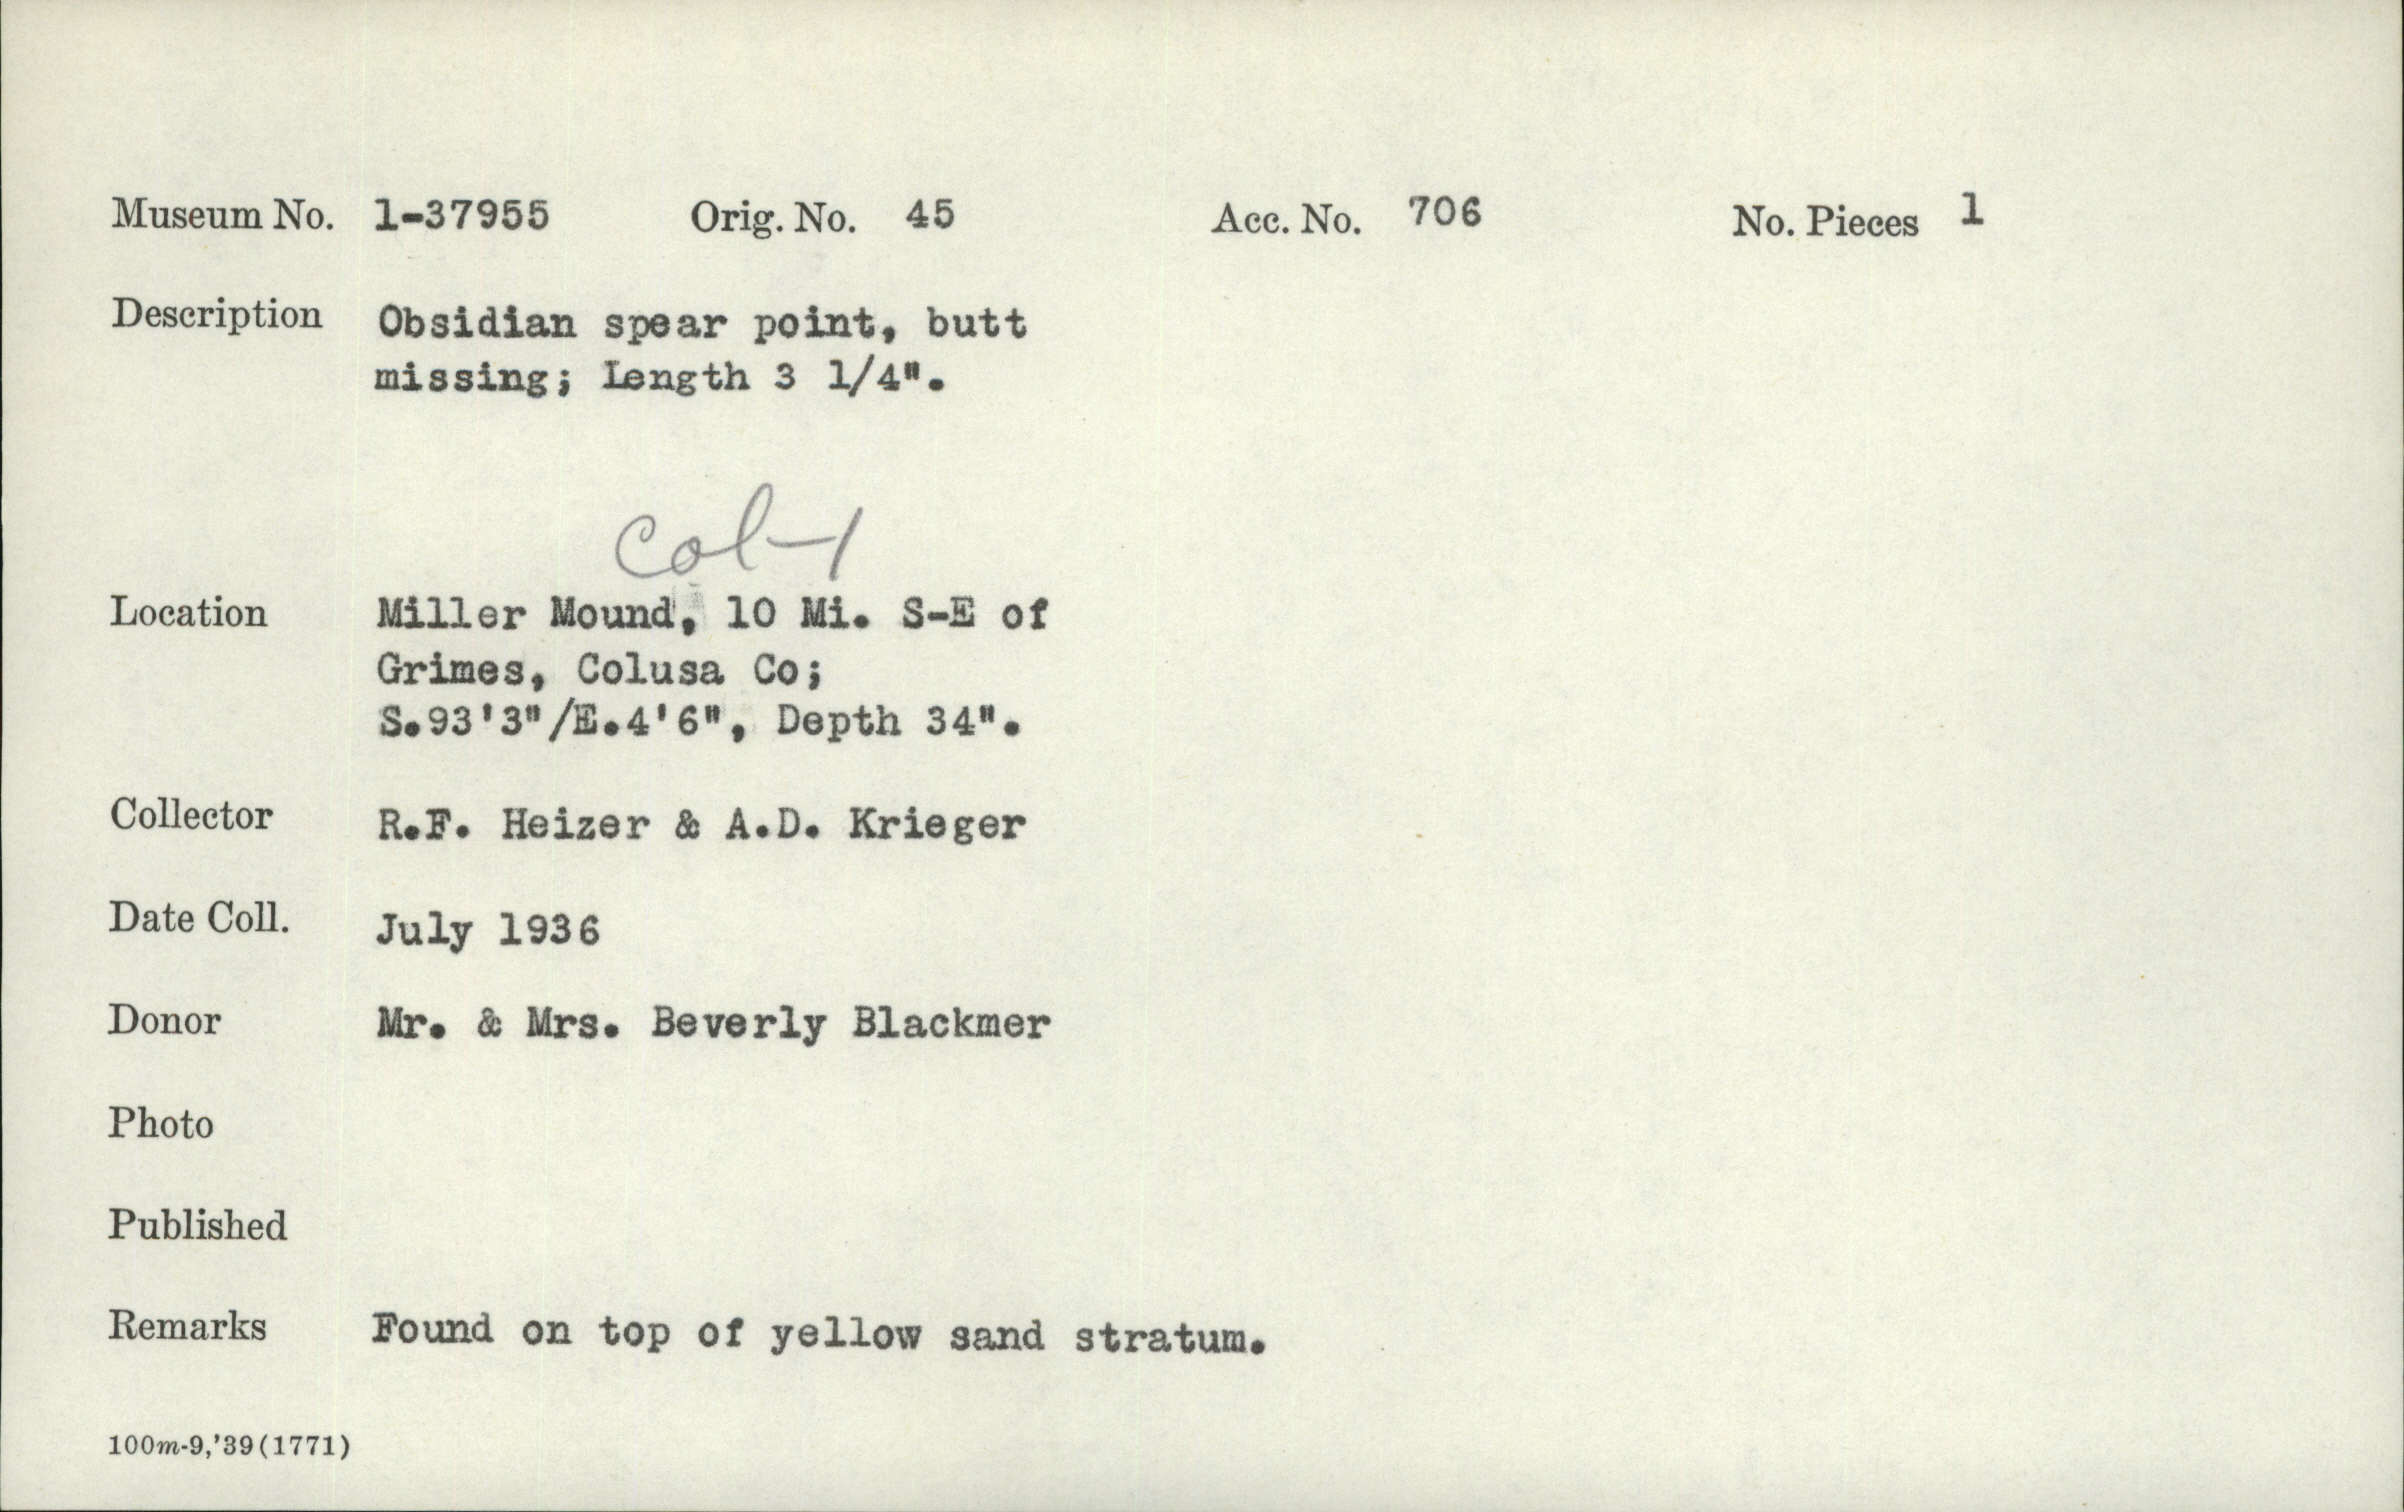 Museum No. 1-37955 Orig. No. 45 Acc. No. 706 No. Pieces 1
Description Obsidian spear point, butt
missing; Length 3 1/4".
Col-1
Location Miller Mound, 10 Mi. S-E of
Grimes, Colusa Co;
S.93'3"/E.4'6", Depth 34".
Collector R.F. Heizer & A.D. Krieger
Date Coll. July 1936
Donor Mr. & Mrs. Beverly Blackmer
Photo
Published
Remarks Found on top of yellow sand stratum.
100m-9,'39(1771)